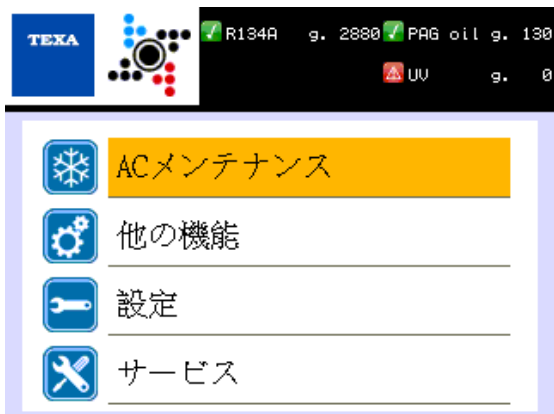 TEXA
R134A g. 2880 PAG oil g. 130
UV g. 0
ACメンテナンス
他の機能
設定
サービス